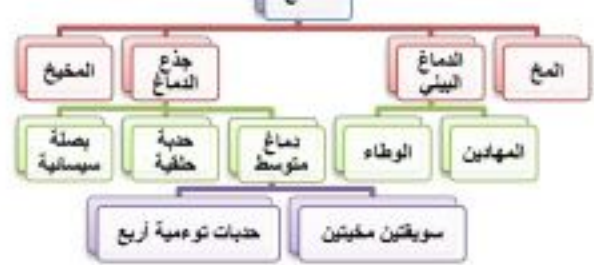 المخ
الدماغ
البيني
جذع
الدماغ
المخيخ
المهادين
الوطاء
دماغ
متوسط
حدبة
حلقية
بصلة
سيسائية
سويقتين مخيتين
حدبات توءمية أربع